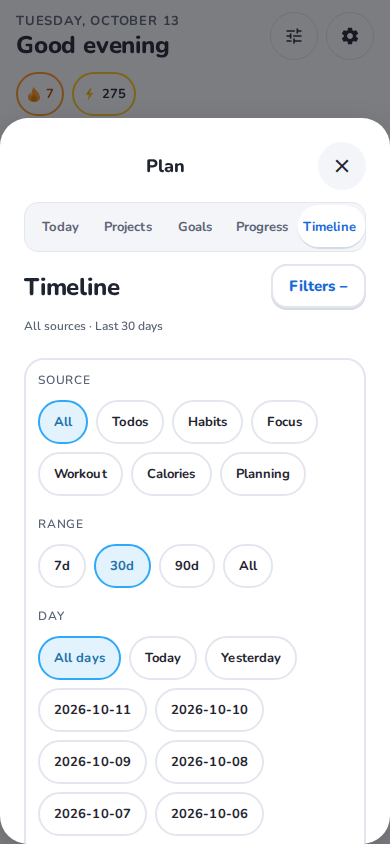 TUESDAY, OCTOBER 13
Good evening
7
275
Plan
Today Projects Goals Progress Timeline
Timeline
Filters –
All sources · Last 30 days
SOURCE
All Todos Habits Focus
Workout Calories Planning
RANGE
7d 30d 90d All
DAY
All days Today Yesterday
2026-10-11 2026-10-10
2026-10-09 2026-10-08
2026-10-07 2026-10-06